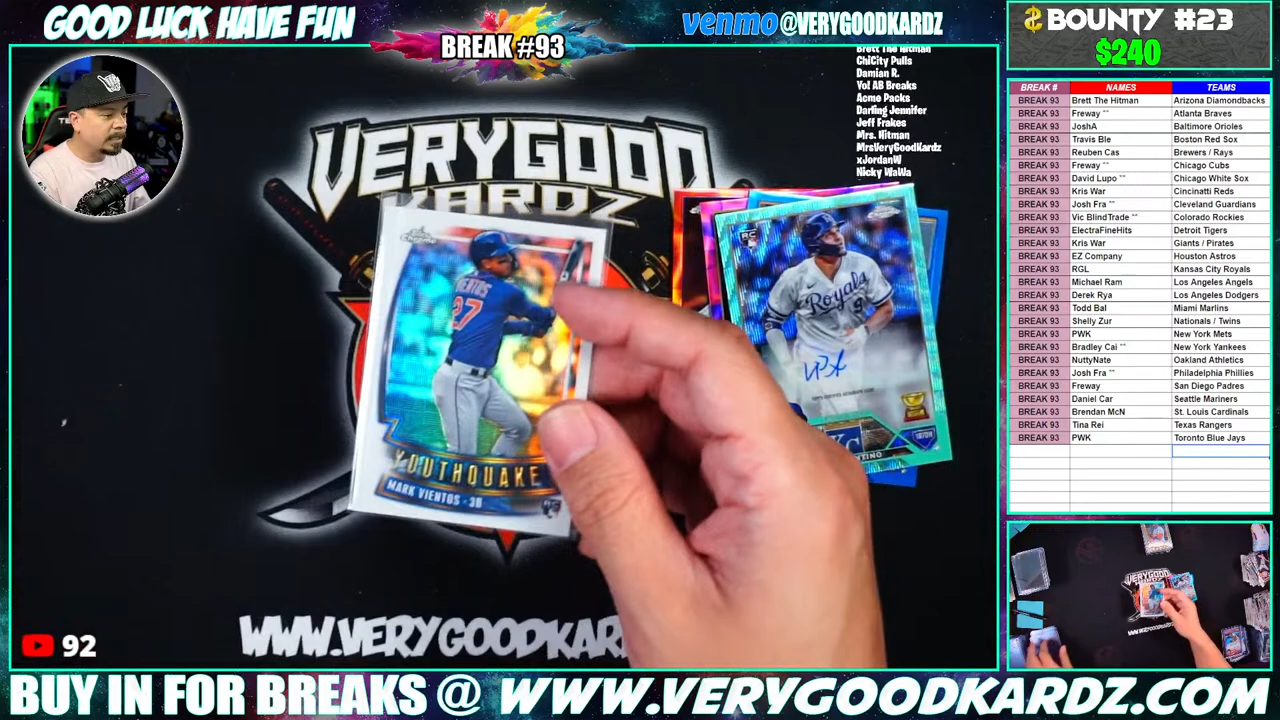 GOOD LUCK HAVE FUN
BREAK #93
venmo @VERYGOODKARDZ
BOUNTY #23
$240
Brett The Hitman
ChiCity Pulls
Damian R.
Vol AB Breaks
Acme Packs
Darling Jennifer
Jeff Frakes
Mrs. Hitman
MrsVeryGoodKardz
xJordanW
Nicky WaWa
BREAK # NAMES TEAMS
BREAK 93 Brett The Hitman Arizona Diamondbacks
BREAK 93 Freway ** Atlanta Braves
BREAK 93 JoshA Baltimore Orioles
BREAK 93 Travis Ble Boston Red Sox
BREAK 93 Reuben Cas Brewers / Rays
BREAK 93 Freway ** Chicago Cubs
BREAK 93 David Lupo ** Chicago White Sox
BREAK 93 Kris War Cincinatti Reds
BREAK 93 Josh Fra ** Cleveland Guardians
BREAK 93 Vic BlindTrade ** Colorado Rockies
BREAK 93 ElectraFineHits Detroit Tigers
BREAK 93 Kris War Giants / Pirates
BREAK 93 EZ Company Houston Astros
BREAK 93 RGL Kansas City Royals
BREAK 93 Michael Ram Los Angeles Angels
BREAK 93 Derek Rya Los Angeles Dodgers
BREAK 93 Todd Bal Miami Marlins
BREAK 93 Shelly Zur Nationals / Twins
BREAK 93 PWK New York Mets
BREAK 93 Bradley Cai ** New York Yankees
BREAK 93 NuttyNate Oakland Athletics
BREAK 93 Josh Fra ** Philadelphia Phillies
BREAK 93 Freway San Diego Padres
BREAK 93 Daniel Car Seattle Mariners
BREAK 93 Brendan McN St. Louis Cardinals
BREAK 93 Tina Rei Texas Rangers
BREAK 93 PWK Toronto Blue Jays
VERYGOOD
KARDZ
Chrome
VIENTOS
27
YOUTHQUAKE
MARK VIENTOS · 3B
RC
Royals
9
KC
92
WWW.VERYGOODKAR
BUY IN FOR BREAKS @ WWW.VERYGOODKARDZ.COM